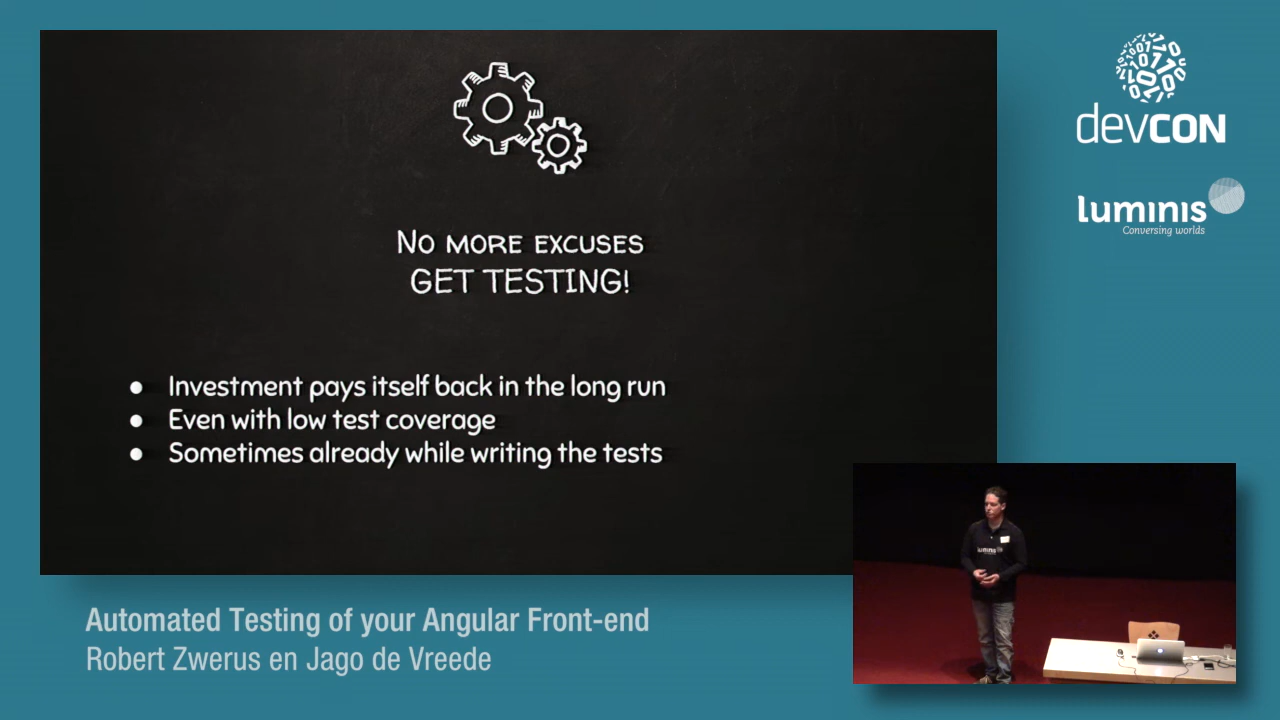 No more excuses
GET TESTING!
● Investment pays itself back in the long run
● Even with low test coverage
● Sometimes already while writing the tests
devCON
luminis
Conversing worlds
luminis
Automated Testing of your Angular Front-end
Robert Zwerus en Jago de Vreede